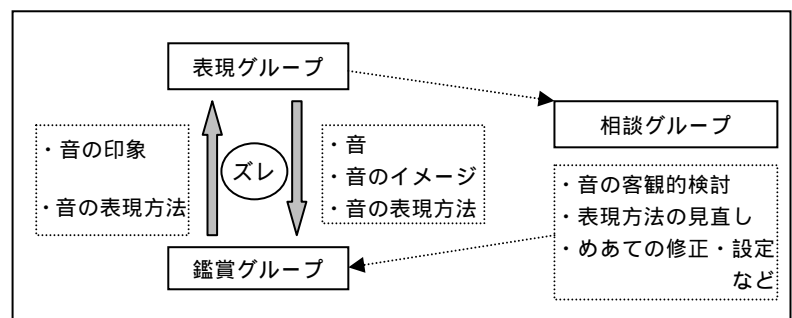 表現グループ
相談グループ
・音の印象
・音の表現方法
ズレ
・音
・音のイメージ
・音の表現方法
・音の客観的検討
・表現方法の見直し
・めあての修正・設定
など
鑑賞グループ